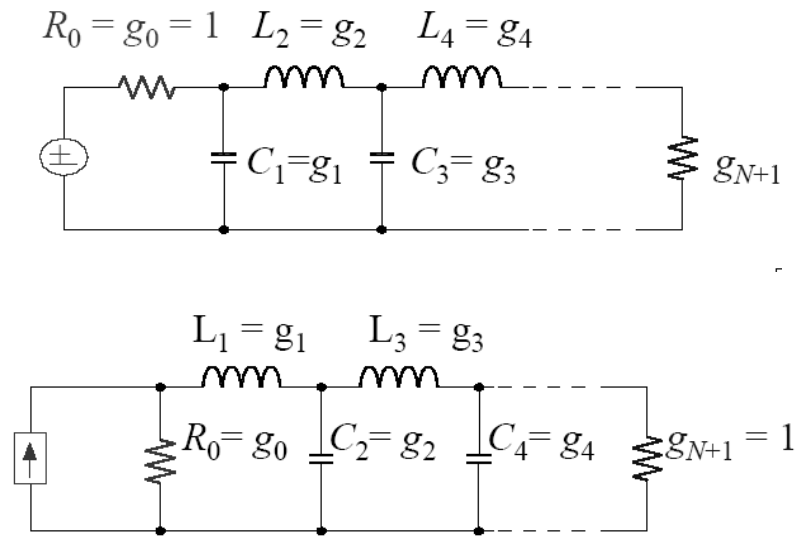 R₀ = g₀ = 1 L₂ = g₂ L₄ = g₄
C₁=g₁ C₃= g₃ gN+1
L₁ = g₁ L₃ = g₃
R₀= g₀ C₂= g₂ C₄= g₄ gN+1 = 1